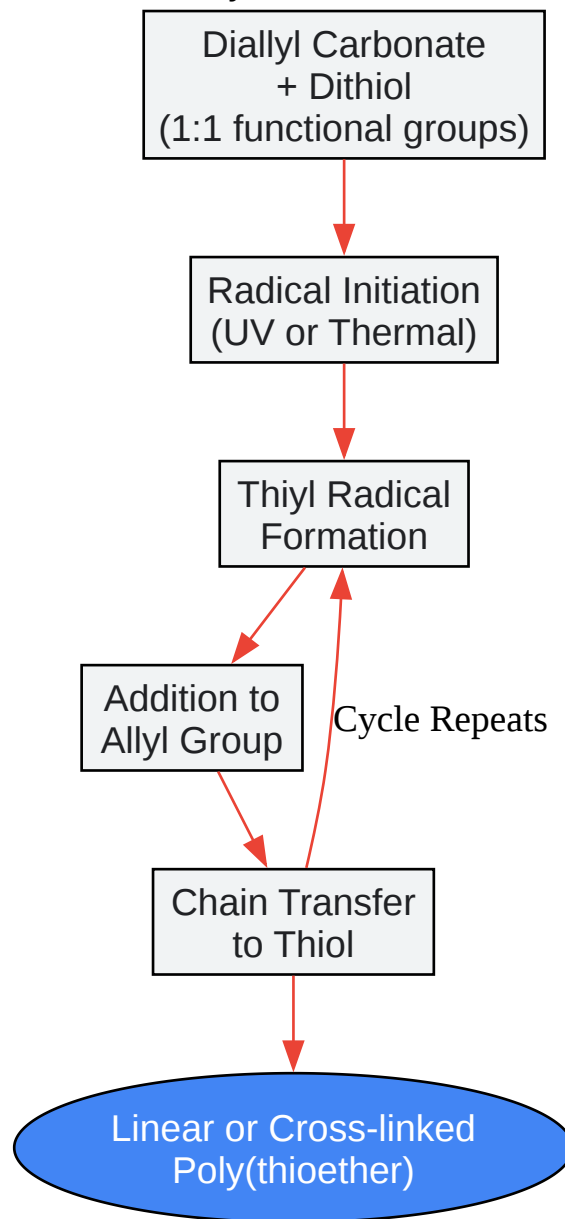 Diallyl Carbonate
+ Dithiol
(1:1 functional groups)
Radical Initiation
(UV or Thermal)
Thiyl Radical
Formation
Addition to
Allyl Group
Cycle Repeats
Chain Transfer
to Thiol
Linear or Cross-linked
Poly(thioether)